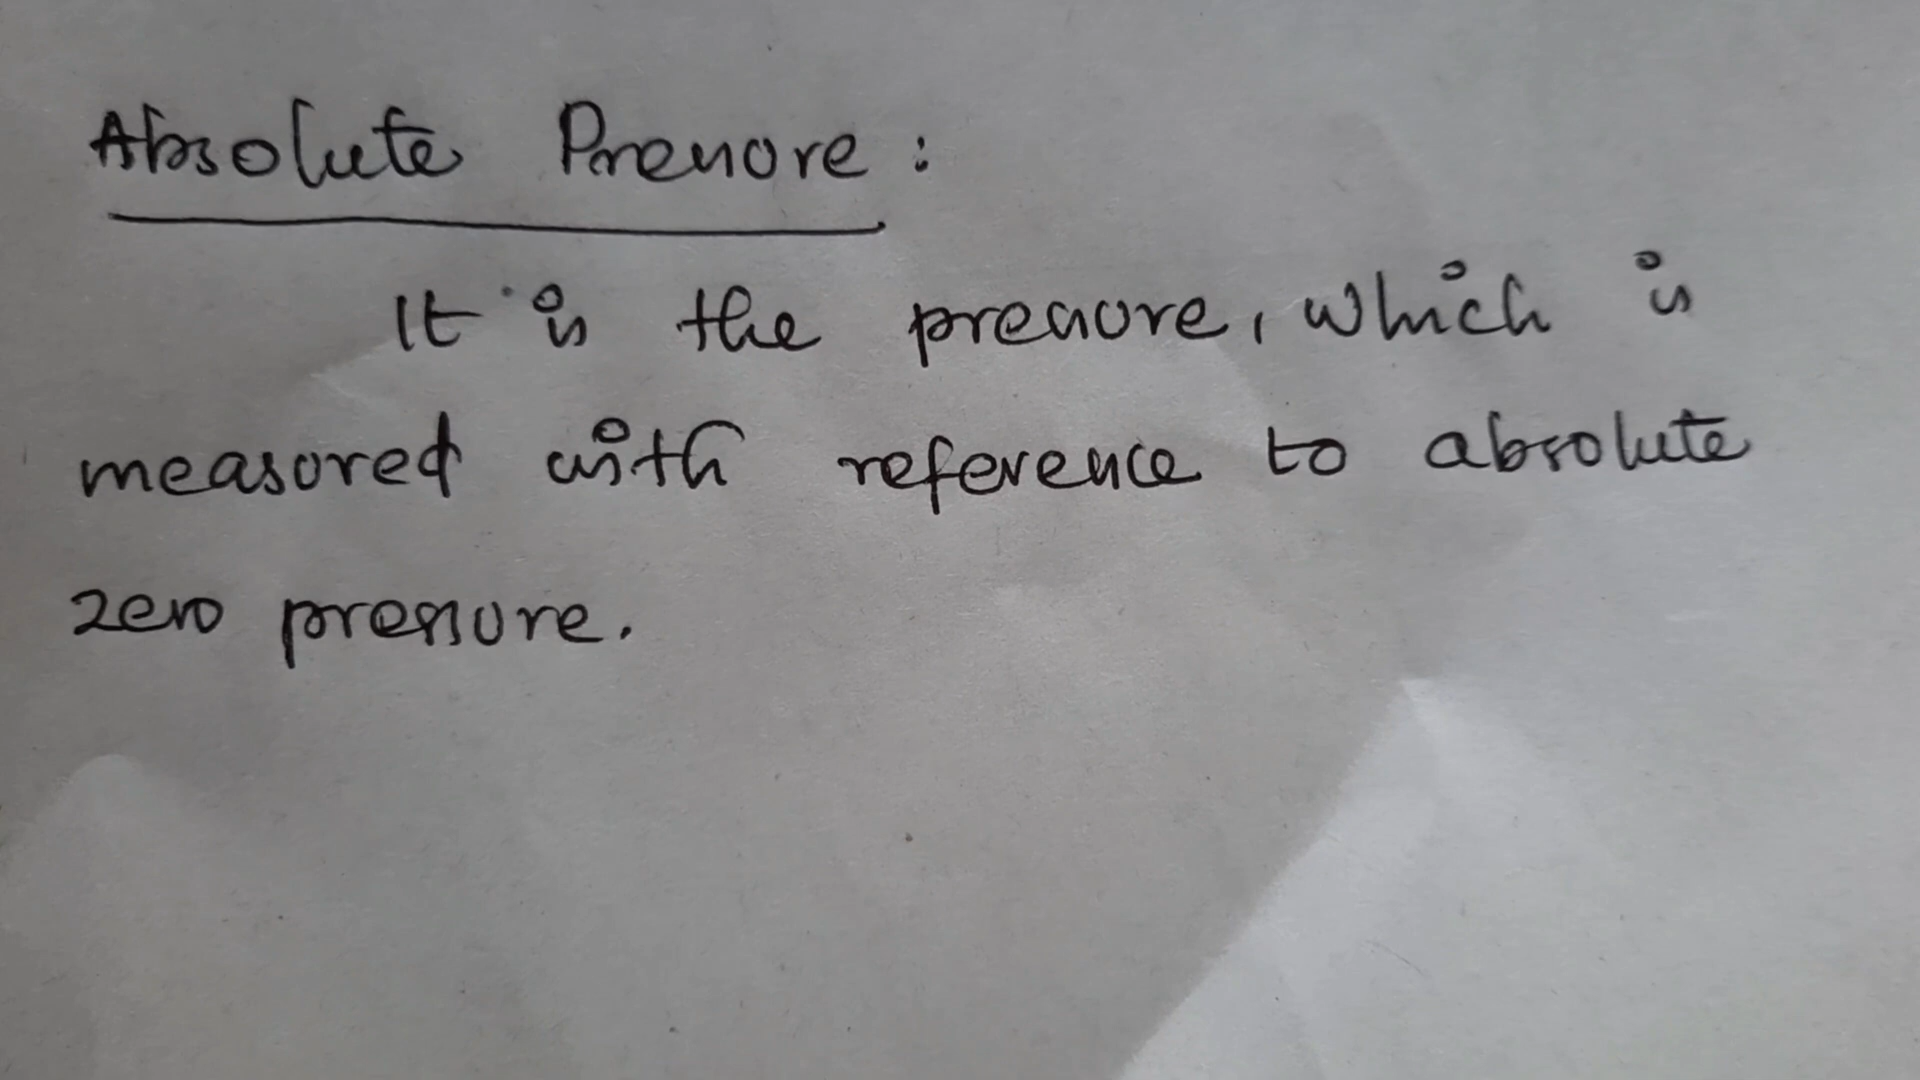 Absolute Pressure :
It is the pressure, which is
measured with reference to absolute
zero pressure.